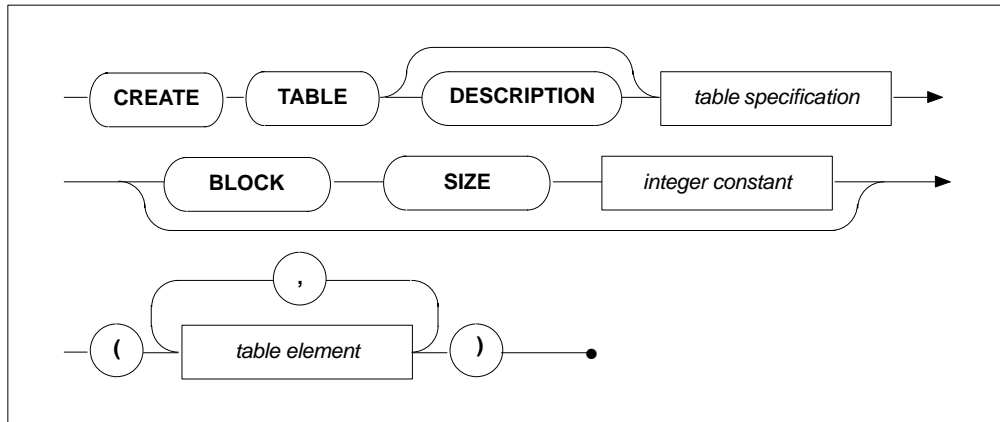 CREATE TABLE DESCRIPTION table specification
BLOCK SIZE integer constant
,
( table element )